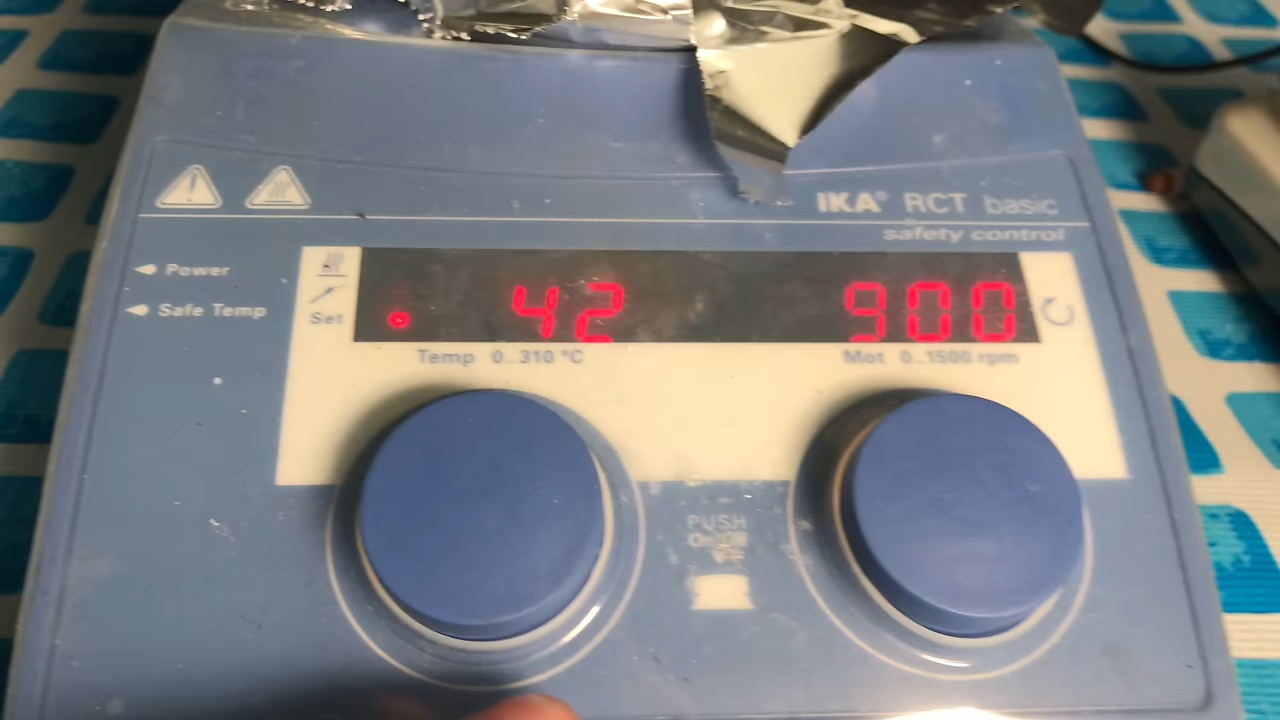 IKA® RCT basic
safety control
Power
Safe Temp
Set
42
900
Temp 0...310 °C
Mot 0...1500 rpm
PUSH
On/